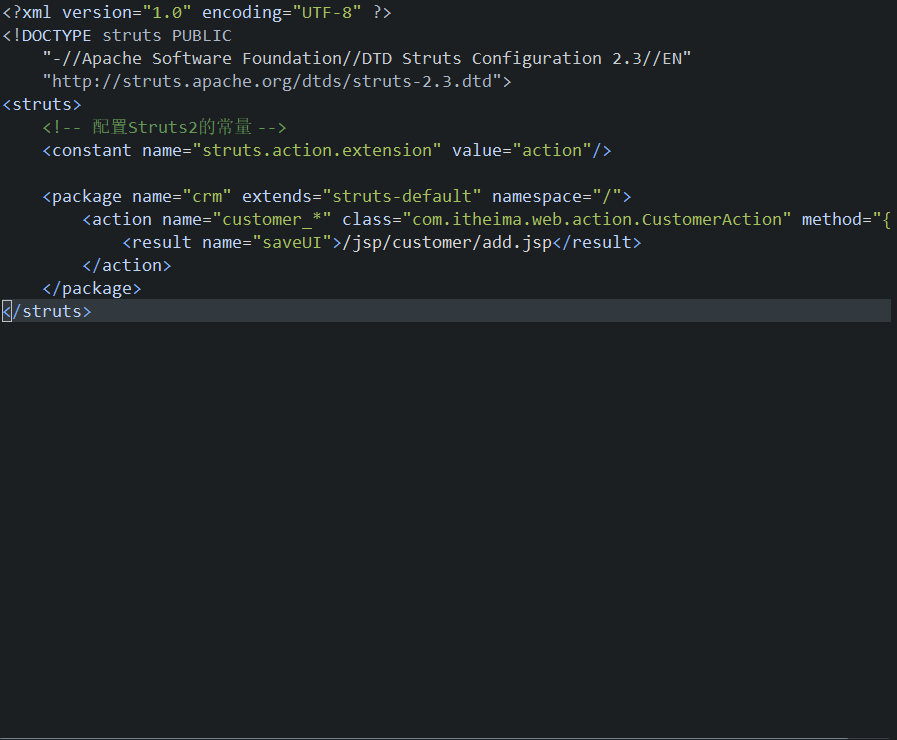 <?xml version="1.0" encoding="UTF-8" ?>
<!DOCTYPE struts PUBLIC
"-//Apache Software Foundation//DTD Struts Configuration 2.3//EN"
"http://struts.apache.org/dtds/struts-2.3.dtd">
<struts>
<!-- 配置Struts2的常量 -->
<constant name="struts.action.extension" value="action"/>
<package name="crm" extends="struts-default" namespace="/">
<action name="customer_*" class="com.itheima.web.action.CustomerAction" method="{
<result name="saveUI">/jsp/customer/add.jsp</result>
</action>
</package>
</struts>